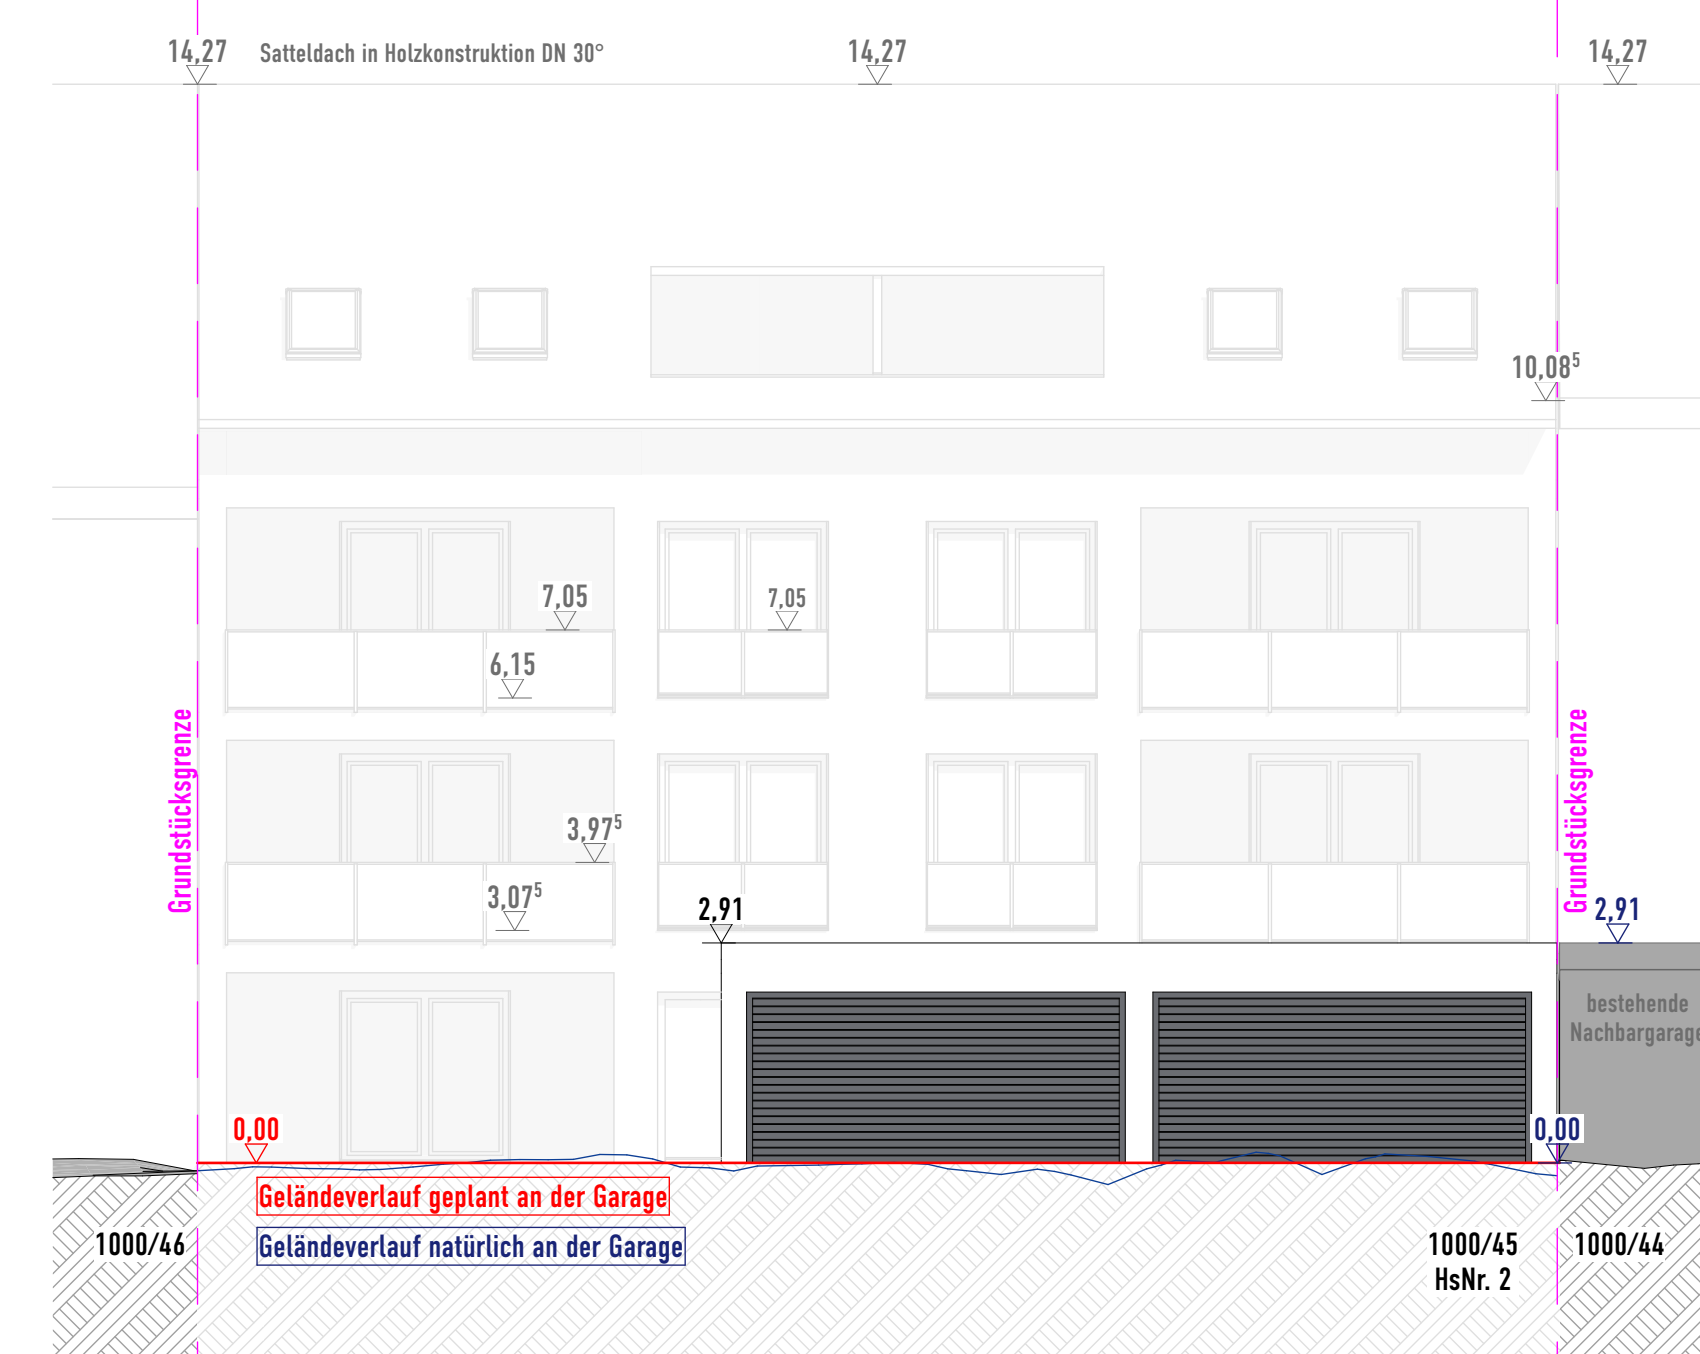 14,27
Satteldach in Holzkonstruktion DN 30°
14,27
14,27
10,08⁵
7,05
7,05
6,15
Grundstücksgrenze
Grundstücksgrenze
3,97⁵
3,07⁵
2,91
2,91
bestehende
Nachbargarage
0,00
0,00
Geländeverlauf geplant an der Garage
Geländeverlauf natürlich an der Garage
1000/46
1000/45
HsNr. 2
1000/44